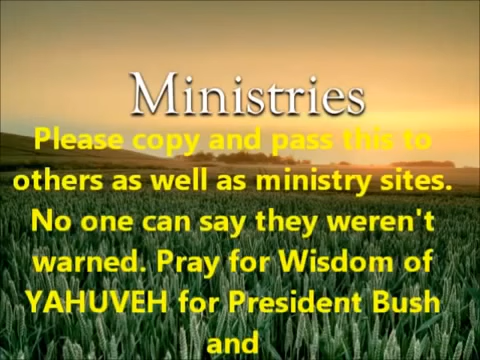 Ministries
Please copy and pass this to
others as well as ministry sites.
No one can say they weren't
warned. Pray for Wisdom of
YAHUVEH for President Bush
and